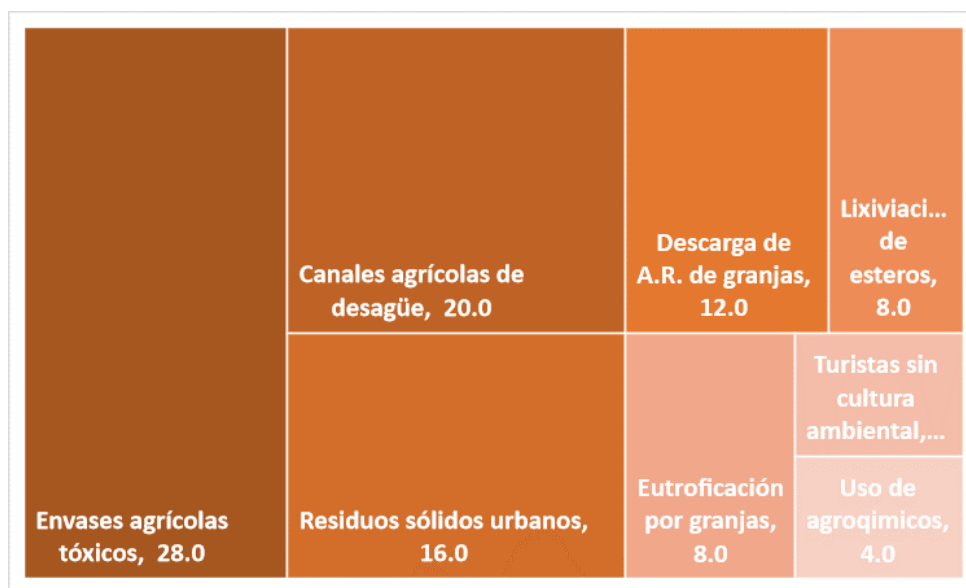 Envases agrícolas
tóxicos, 28.0
Canales agrícolas de
desagüe, 20.0
Residuos sólidos urbanos,
16.0
Descarga de
A.R. de granjas,
12.0
Lixiviaci...
de
esteros,
8.0
Eutroficación
por granjas,
8.0
Turistas sin
cultura
ambiental,...
Uso de
agroqimicos,
4.0